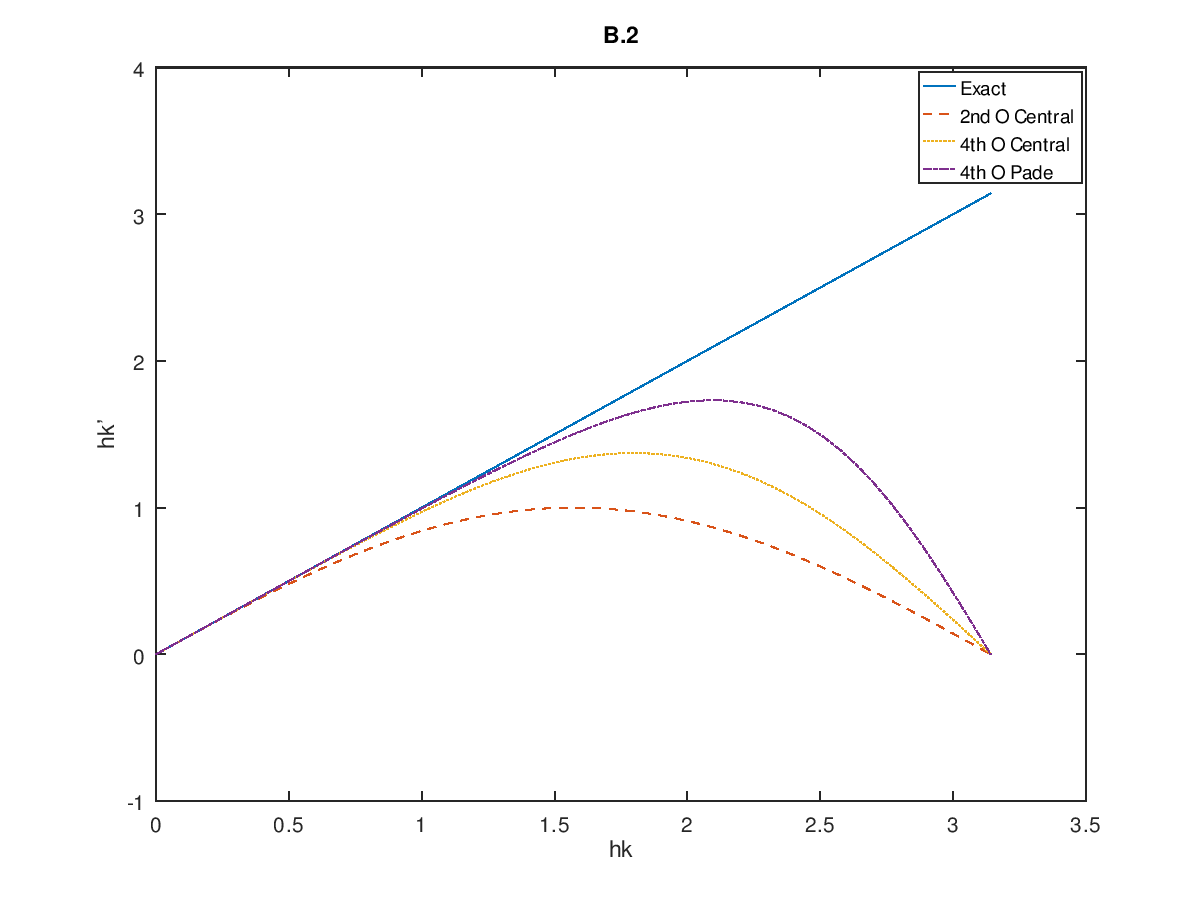 B.2
Exact
2nd O Central
4th O Central
4th O Pade
4
3
2
1
0
-1
hk'
0 0.5 1 1.5 2 2.5 3 3.5
hk